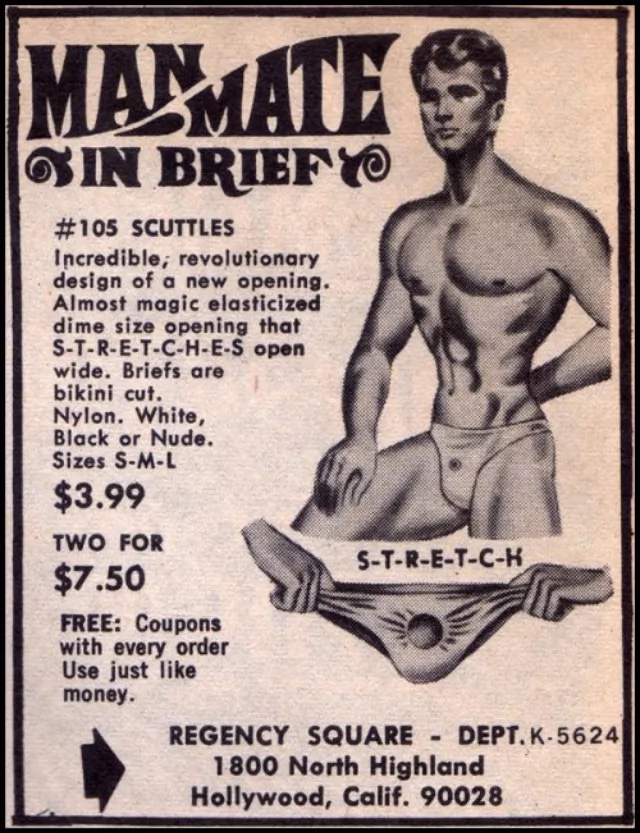 MAN MATE
IN BRIEF
#105 SCUTTLES
Incredible, revolutionary
design of a new opening.
Almost magic elasticized
dime size opening that
S-T-R-E-T-C-H-E-S open
wide. Briefs are
bikini cut.
Nylon. White,
Black or Nude.
Sizes S-M-L
$3.99
TWO FOR
$7.50
S-T-R-E-T-C-H
FREE: Coupons
with every order
Use just like
money.
REGENCY SQUARE - DEPT. K-5624
1800 North Highland
Hollywood, Calif. 90028